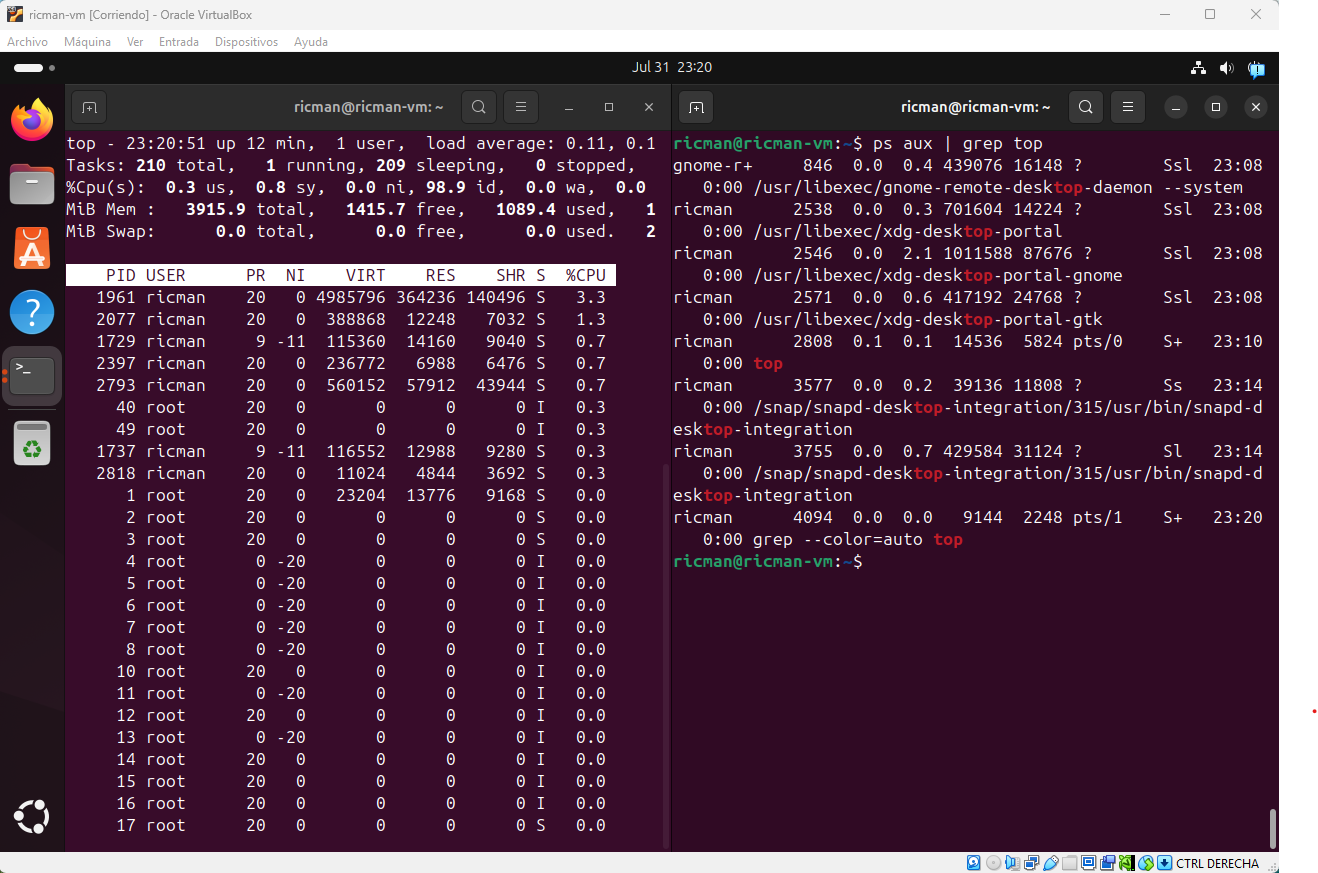 ricman-vm [Corriendo] - Oracle VirtualBox
Archivo Máquina Ver Entrada Dispositivos Ayuda
Jul 31 23:20
ricman@ricman-vm: ~
top - 23:20:51 up 12 min,  1 user,  load average: 0.11, 0.1
Tasks: 210 total,   1 running, 209 sleeping,   0 stopped,
%Cpu(s):  0.3 us,  0.8 sy,  0.0 ni, 98.9 id,  0.0 wa,  0.0
MiB Mem :   3915.9 total,   1415.7 free,   1089.4 used,   1
MiB Swap:      0.0 total,      0.0 free,      0.0 used.   2
PID USER      PR  NI    VIRT    RES    SHR S  %CPU
1961 ricman    20   0 4985796 364236 140496 S   3.3
2077 ricman    20   0  388868  12248   7032 S   1.3
1729 ricman     9 -11  115360  14160   9040 S   0.7
2397 ricman    20   0  236772   6988   6476 S   0.7
2793 ricman    20   0  560152  57912  43944 S   0.7
40 root      20   0       0      0      0 I   0.3
49 root      20   0       0      0      0 I   0.3
1737 ricman     9 -11  116552  12988   9280 S   0.3
2818 ricman    20   0   11024   4844   3692 S   0.3
1 root      20   0   23204  13776   9168 S   0.0
2 root      20   0       0      0      0 S   0.0
3 root      20   0       0      0      0 S   0.0
4 root       0 -20       0      0      0 I   0.0
5 root       0 -20       0      0      0 I   0.0
6 root       0 -20       0      0      0 I   0.0
7 root       0 -20       0      0      0 I   0.0
8 root       0 -20       0      0      0 I   0.0
10 root      20   0       0      0      0 I   0.0
11 root       0 -20       0      0      0 I   0.0
12 root      20   0       0      0      0 I   0.0
13 root       0 -20       0      0      0 I   0.0
14 root      20   0       0      0      0 I   0.0
15 root      20   0       0      0      0 I   0.0
16 root      20   0       0      0      0 I   0.0
17 root      20   0       0      0      0 S   0.0
ricman@ricman-vm: ~
ricman@ricman-vm:~$ ps aux | grep top
gnome-r+     846  0.0  0.4 439076 16148 ?        Ssl  23:08
0:00 /usr/libexec/gnome-remote-desktop-daemon --system
ricman      2538  0.0  0.3 701604 14224 ?        Ssl  23:08
0:00 /usr/libexec/xdg-desktop-portal
ricman      2546  0.0  2.1 1011588 87676 ?       Ssl  23:08
0:00 /usr/libexec/xdg-desktop-portal-gnome
ricman      2571  0.0  0.6 417192 24768 ?        Ssl  23:08
0:00 /usr/libexec/xdg-desktop-portal-gtk
ricman      2808  0.1  0.1  14536  5824 pts/0    S+   23:10
0:00 top
ricman      3577  0.0  0.2  39136 11808 ?        Ss   23:14
0:00 /snap/snapd-desktop-integration/315/usr/bin/snapd-d
esktop-integration
ricman      3755  0.0  0.7 429584 31124 ?        Sl   23:14
0:00 /snap/snapd-desktop-integration/315/usr/bin/snapd-d
esktop-integration
ricman      4094  0.0  0.0   9144  2248 pts/1    S+   23:20
0:00 grep --color=auto top
ricman@ricman-vm:~$
CTRL DERECHA